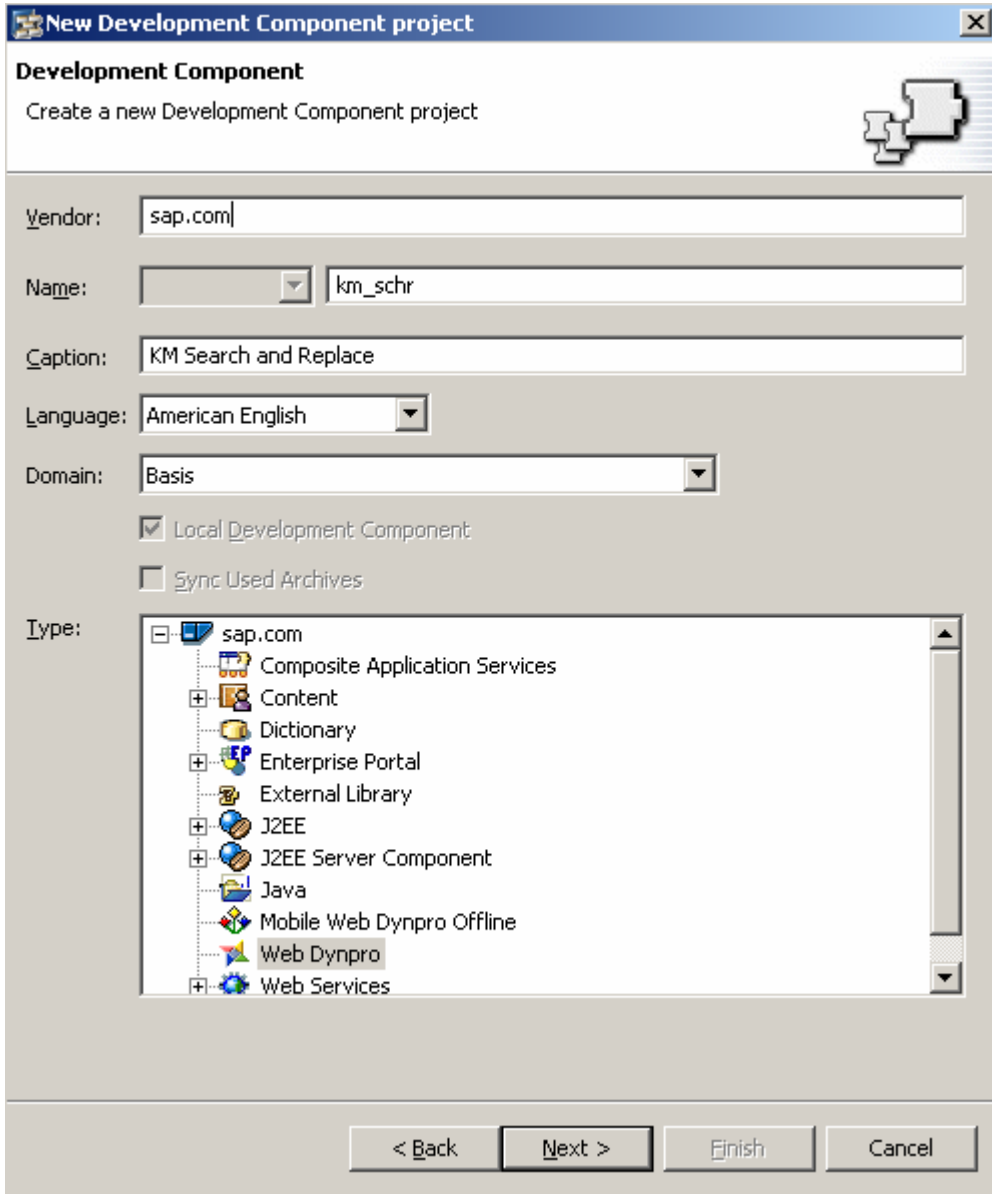 New Development Component project
Development Component
Create a new Development Component project
Vendor: sap.com
Name: km_schr
Caption: KM Search and Replace
Language: American English
Domain: Basis
Local Development Component
Sync Used Archives
Type: sap.com
Composite Application Services
Content
Dictionary
Enterprise Portal
External Library
J2EE
J2EE Server Component
Java
Mobile Web Dynpro Offline
Web Dynpro
Web Services
< Back Next > Finish Cancel